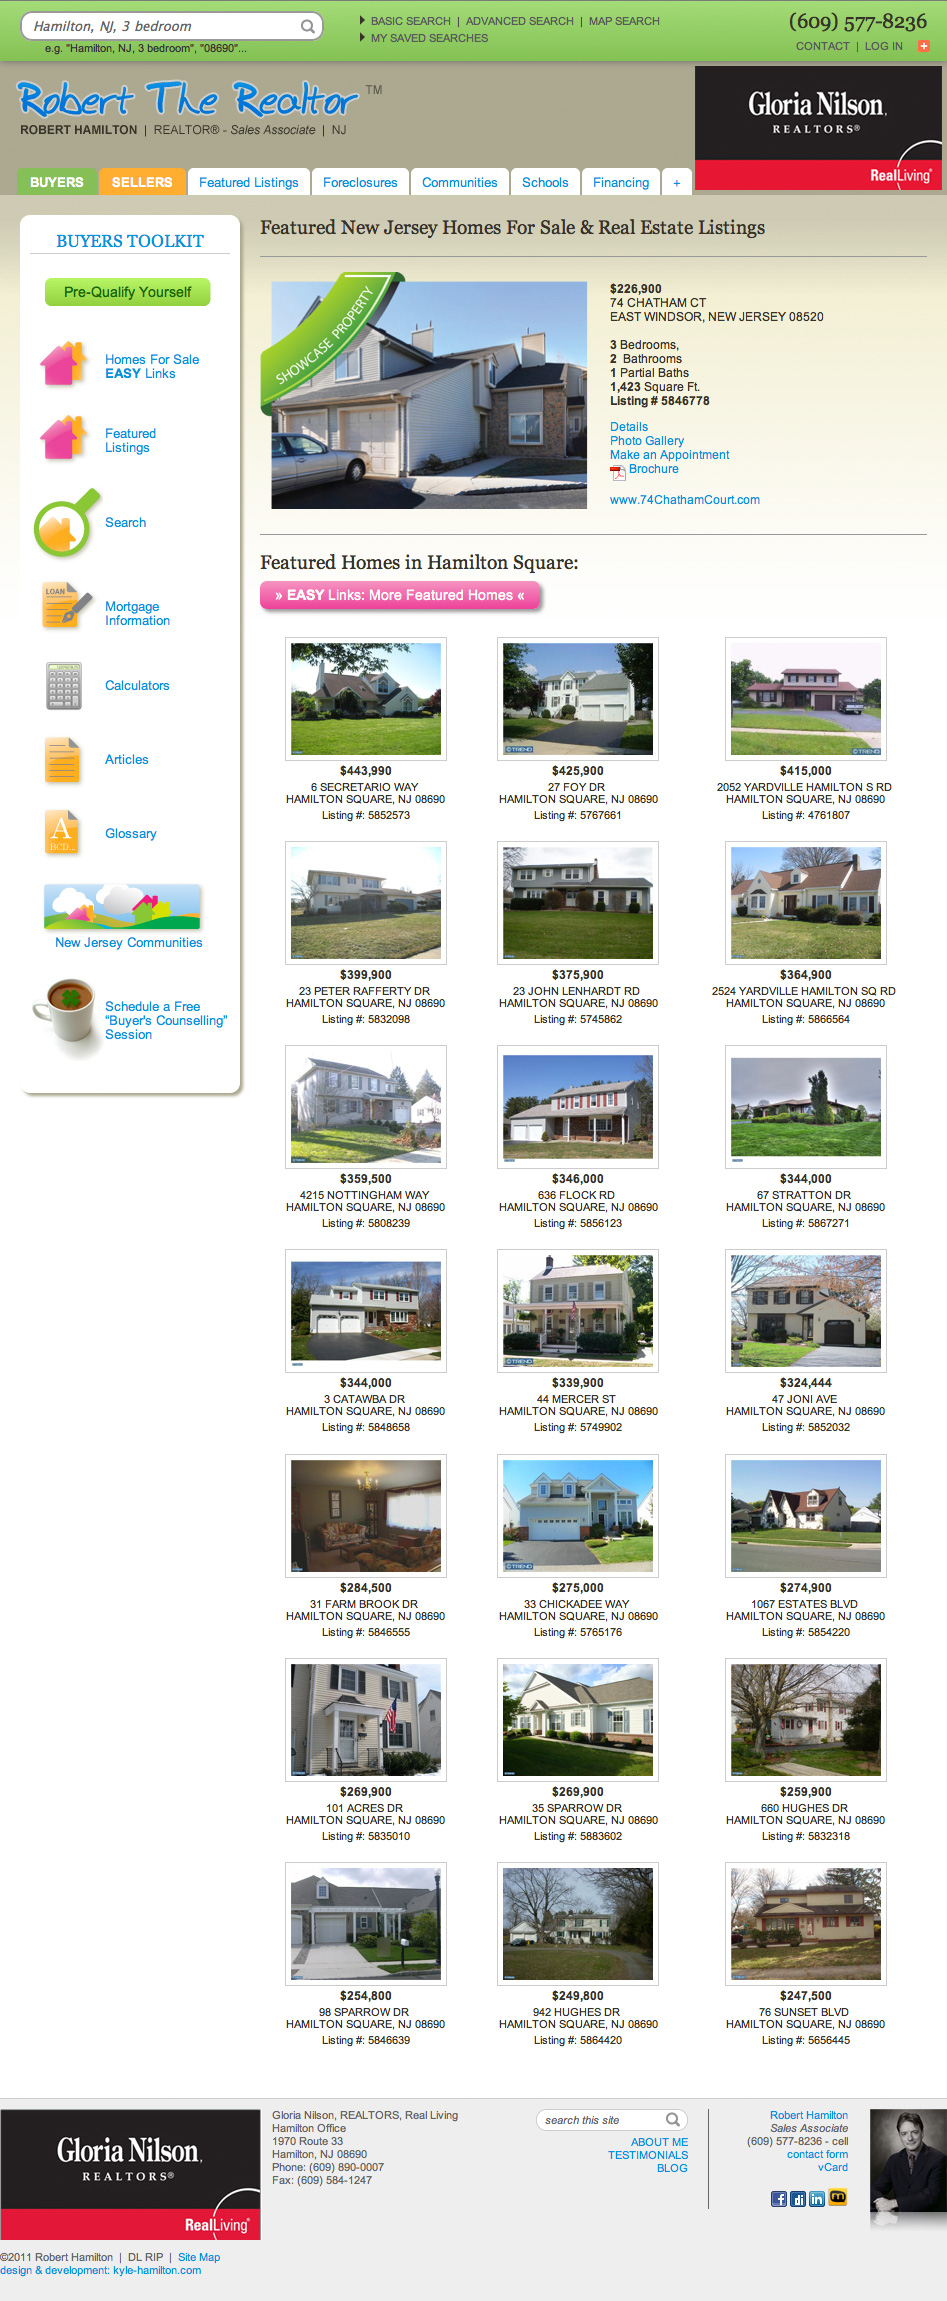 Hamilton, NJ, 3 bedroom
e.g. "Hamilton, NJ, 3 bedroom", "08690"...
BASIC SEARCH | ADVANCED SEARCH | MAP SEARCH
MY SAVED SEARCHES
(609) 577-8236
CONTACT | LOG IN
Robert The Realtor TM
ROBERT HAMILTON | REALTOR® - Sales Associate | NJ
Gloria Nilson,
REALTORS®
RealLiving®
BUYERS SELLERS Featured Listings Foreclosures Communities Schools Financing +
BUYERS TOOLKIT
Pre-Qualify Yourself
Homes For Sale
EASY Links
Featured
Listings
Search
LOAN
Mortgage
Information
Calculators
Articles
A
BCD...
Glossary
New Jersey Communities
Schedule a Free
"Buyer's Counselling"
Session
Featured New Jersey Homes For Sale & Real Estate Listings
SHOWCASE PROPERTY
$226,900
74 CHATHAM CT
EAST WINDSOR, NEW JERSEY 08520
3 Bedrooms,
2 Bathrooms
1 Partial Baths
1,423 Square Ft.
Listing # 5846778
Details
Photo Gallery
Make an Appointment
Brochure
www.74ChathamCourt.com
Featured Homes in Hamilton Square:
» EASY Links: More Featured Homes «
©TREND
©TREND
$443,990 $425,900 $415,000
6 SECRETARIO WAY 27 FOY DR 2052 YARDVILLE HAMILTON S RD
HAMILTON SQUARE, NJ 08690 HAMILTON SQUARE, NJ 08690 HAMILTON SQUARE, NJ 08690
Listing #: 5852573 Listing #: 5767661 Listing #: 4761807
$399,900 $375,900 $364,900
23 PETER RAFFERTY DR 23 JOHN LENHARDT RD 2524 YARDVILLE HAMILTON SQ RD
HAMILTON SQUARE, NJ 08690 HAMILTON SQUARE, NJ 08690 HAMILTON SQUARE, NJ 08690
Listing #: 5832098 Listing #: 5745862 Listing #: 5866564
$359,500 $346,000 $344,000
4215 NOTTINGHAM WAY 636 FLOCK RD 67 STRATTON DR
HAMILTON SQUARE, NJ 08690 HAMILTON SQUARE, NJ 08690 HAMILTON SQUARE, NJ 08690
Listing #: 5808239 Listing #: 5856123 Listing #: 5867271
©TREND
$344,000 $339,900 $324,444
3 CATAWBA DR 44 MERCER ST 47 JONI AVE
HAMILTON SQUARE, NJ 08690 HAMILTON SQUARE, NJ 08690 HAMILTON SQUARE, NJ 08690
Listing #: 5848658 Listing #: 5749902 Listing #: 5852032
©TREND
$284,500 $275,000 $274,900
31 FARM BROOK DR 33 CHICKADEE WAY 1067 ESTATES BLVD
HAMILTON SQUARE, NJ 08690 HAMILTON SQUARE, NJ 08690 HAMILTON SQUARE, NJ 08690
Listing #: 5846555 Listing #: 5765176 Listing #: 5854220
$269,900 $269,900 $259,900
101 ACRES DR 35 SPARROW DR 660 HUGHES DR
HAMILTON SQUARE, NJ 08690 HAMILTON SQUARE, NJ 08690 HAMILTON SQUARE, NJ 08690
Listing #: 5835010 Listing #: 5883602 Listing #: 5832318
$254,800 $249,800 $247,500
98 SPARROW DR 942 HUGHES DR 76 SUNSET BLVD
HAMILTON SQUARE, NJ 08690 HAMILTON SQUARE, NJ 08690 HAMILTON SQUARE, NJ 08690
Listing #: 5846639 Listing #: 5864420 Listing #: 5656445
Gloria Nilson,
REALTORS®
RealLiving®
Gloria Nilson, REALTORS, Real Living
Hamilton Office
1970 Route 33
Hamilton, NJ 08690
Phone: (609) 890-0007
Fax: (609) 584-1247
search this site
ABOUT ME
TESTIMONIALS
BLOG
Robert Hamilton
Sales Associate
(609) 577-8236 - cell
contact form
vCard
f in m
©2011 Robert Hamilton | DL RIP | Site Map
design & development: kyle-hamilton.com